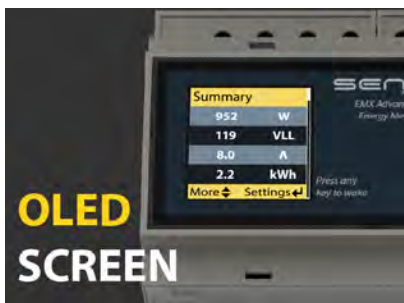 Summary
952 W
119 VLL
8.0 A
2.2 kWh
More Settings
EMX Advan
Energy Me
Press any
key to wake
OLED
SCREEN